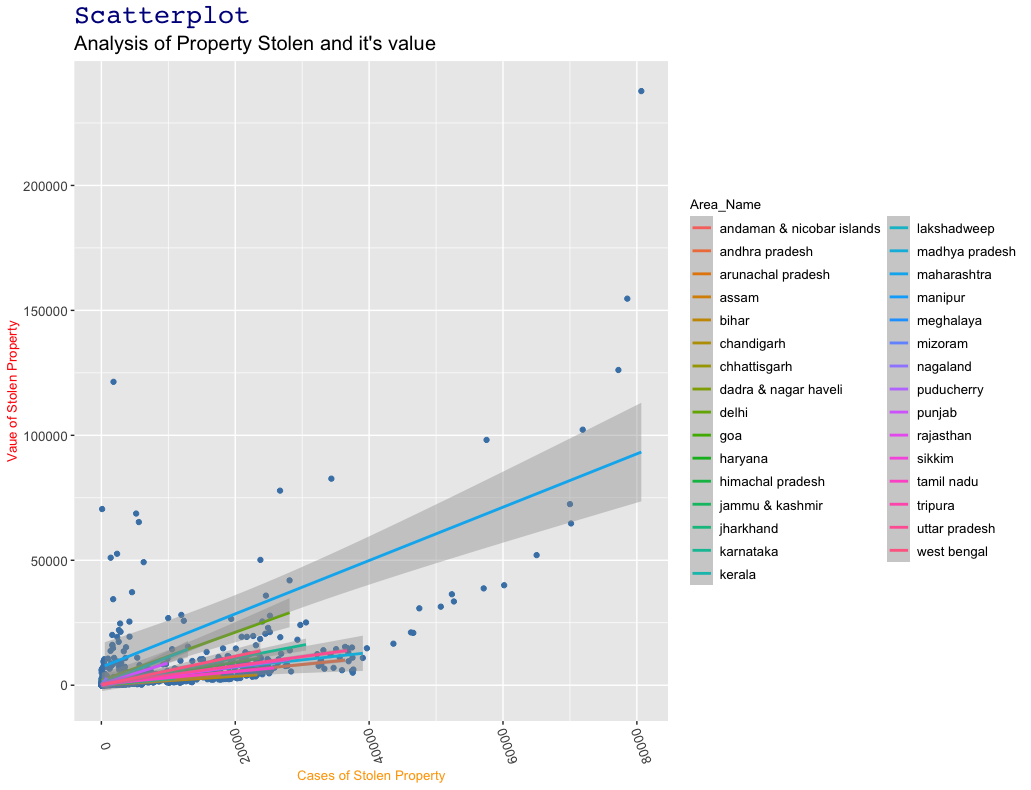 Scatterplot
Analysis of Property Stolen and it's value
Vaue of Stolen Property
200000
150000
100000
50000
0
0
20000
40000
60000
80000
Cases of Stolen Property
Area_Name
andaman & nicobar islands
andhra pradesh
arunachal pradesh
assam
bihar
chandigarh
chhattisgarh
dadra & nagar haveli
delhi
goa
haryana
himachal pradesh
jammu & kashmir
jharkhand
karnataka
kerala
lakshadweep
madhya pradesh
maharashtra
manipur
meghalaya
mizoram
nagaland
puducherry
punjab
rajasthan
sikkim
tamil nadu
tripura
uttar pradesh
west bengal